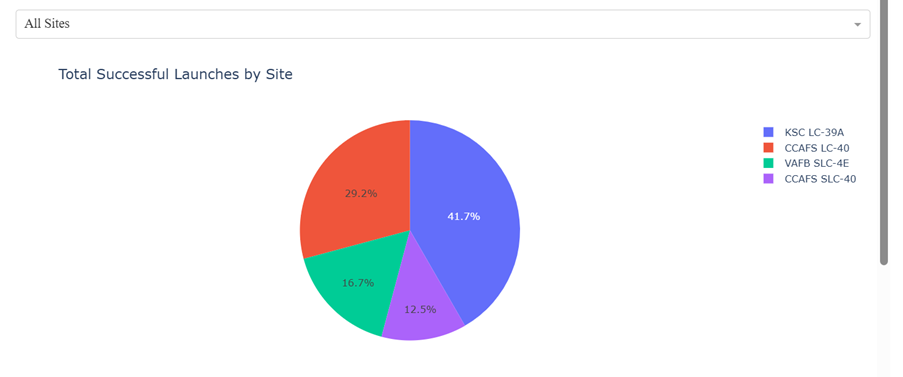 All Sites
Total Successful Launches by Site
KSC LC-39A
CCAFS LC-40
VAFB SLC-4E
CCAFS SLC-40
29.2%
41.7%
16.7%
12.5%